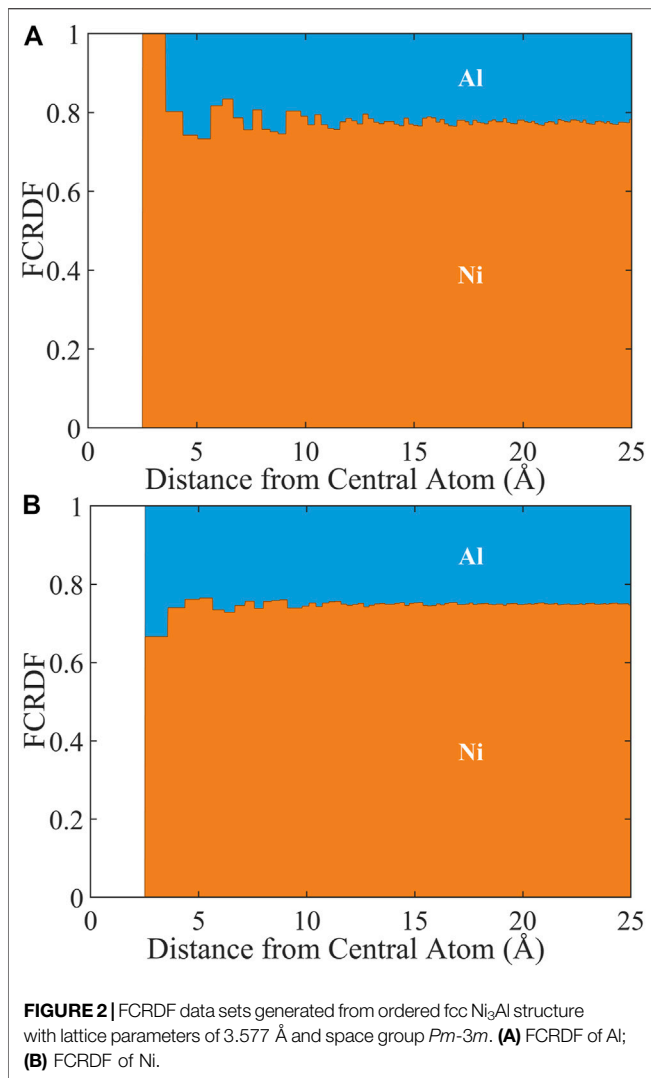 A
1
0.8
0.6
0.4
0.2
0
FCRDF
Al
Ni
0 5 10 15 20 25
Distance from Central Atom (Å)
B
1
0.8
0.6
0.4
0.2
0
FCRDF
Al
Ni
0 5 10 15 20 25
Distance from Central Atom (Å)
FIGURE 2 | FCRDF data sets generated from ordered fcc Ni₃Al structure
with lattice parameters of 3.577 Å and space group Pm-3m. (A) FCRDF of Al;
(B) FCRDF of Ni.